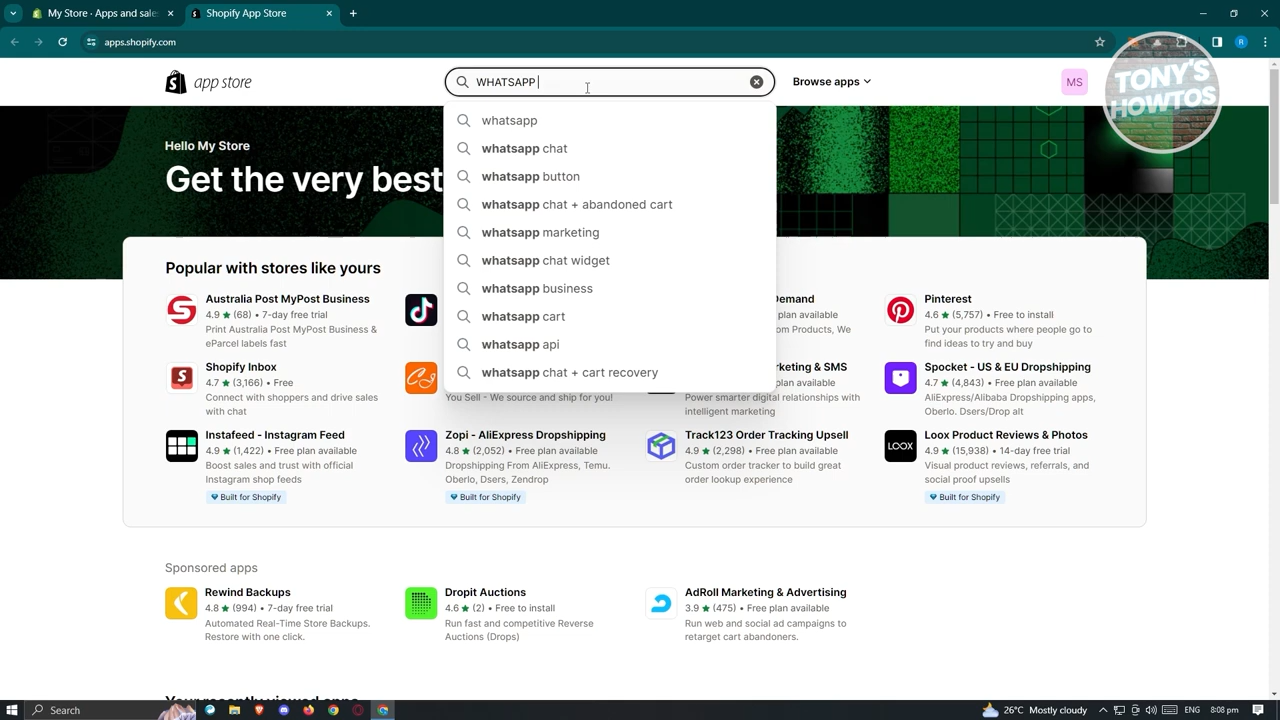 My Store · Apps and sale
Shopify App Store
apps.shopify.com
R
app store
WHATSAPP
Browse apps
MS
TONY'S
HOWTOS
whatsapp
whatsapp chat
whatsapp button
whatsapp chat + abandoned cart
whatsapp marketing
whatsapp chat widget
whatsapp business
whatsapp cart
whatsapp api
whatsapp chat + cart recovery
Hello My Store
Get the very best
Popular with stores like yours
Australia Post MyPost Business
4.9 ★ (68) • 7-day free trial
Print Australia Post MyPost Business &
eParcel labels fast
Demand
plan available
om Products, We
Pinterest
4.6 ★ (5,757) • Free to install
Put your products where people go to
find ideas to try and buy
Shopify Inbox
4.7 ★ (3,166) • Free
Connect with shoppers and drive sales
with chat
You Sell - We source and ship for you!
rketing & SMS
plan available
Power smarter digital relationships with
intelligent marketing
Spocket - US & EU Dropshipping
4.7 ★ (4,843) • Free plan available
AliExpress/Alibaba Dropshipping apps,
Oberlo. Dsers/Drop alt
Instafeed - Instagram Feed
4.9 ★ (1,422) • Free plan available
Boost sales and trust with official
Instagram shop feeds
Built for Shopify
Zopi - AliExpress Dropshipping
4.8 ★ (2,052) • Free plan available
Dropshipping From AliExpress, Temu.
Oberlo, Dsers, Zendrop
Built for Shopify
Track123 Order Tracking Upsell
4.9 ★ (2,298) • Free plan available
Custom order tracker to build great
order lookup experience
LOOX
Loox Product Reviews & Photos
4.9 ★ (15,938) • 14-day free trial
Visual product reviews, referrals, and
social proof upsells
Built for Shopify
Sponsored apps
Rewind Backups
4.8 ★ (994) • 7-day free trial
Automated Real-Time Store Backups.
Restore with one click.
Dropit Auctions
4.6 ★ (2) • Free to install
Run fast and competitive Reverse
Auctions (Drops)
AdRoll Marketing & Advertising
3.9 ★ (475) • Free plan available
Run web and social ad campaigns to
retarget cart abandoners.
Your recently viewed apps
Search
26°C Mostly cloudy
ENG
8:08 pm